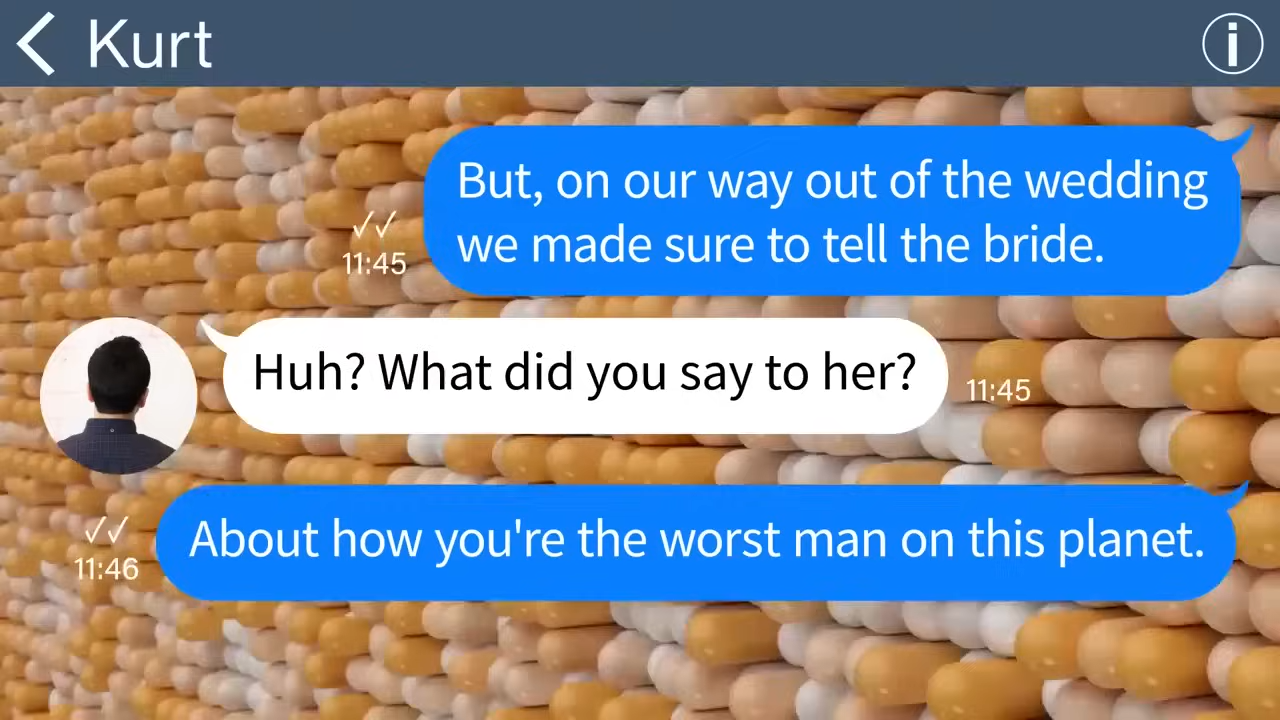 Kurt
But, on our way out of the wedding
we made sure to tell the bride.
11:45
Huh? What did you say to her?
11:45
About how you're the worst man on this planet.
11:46